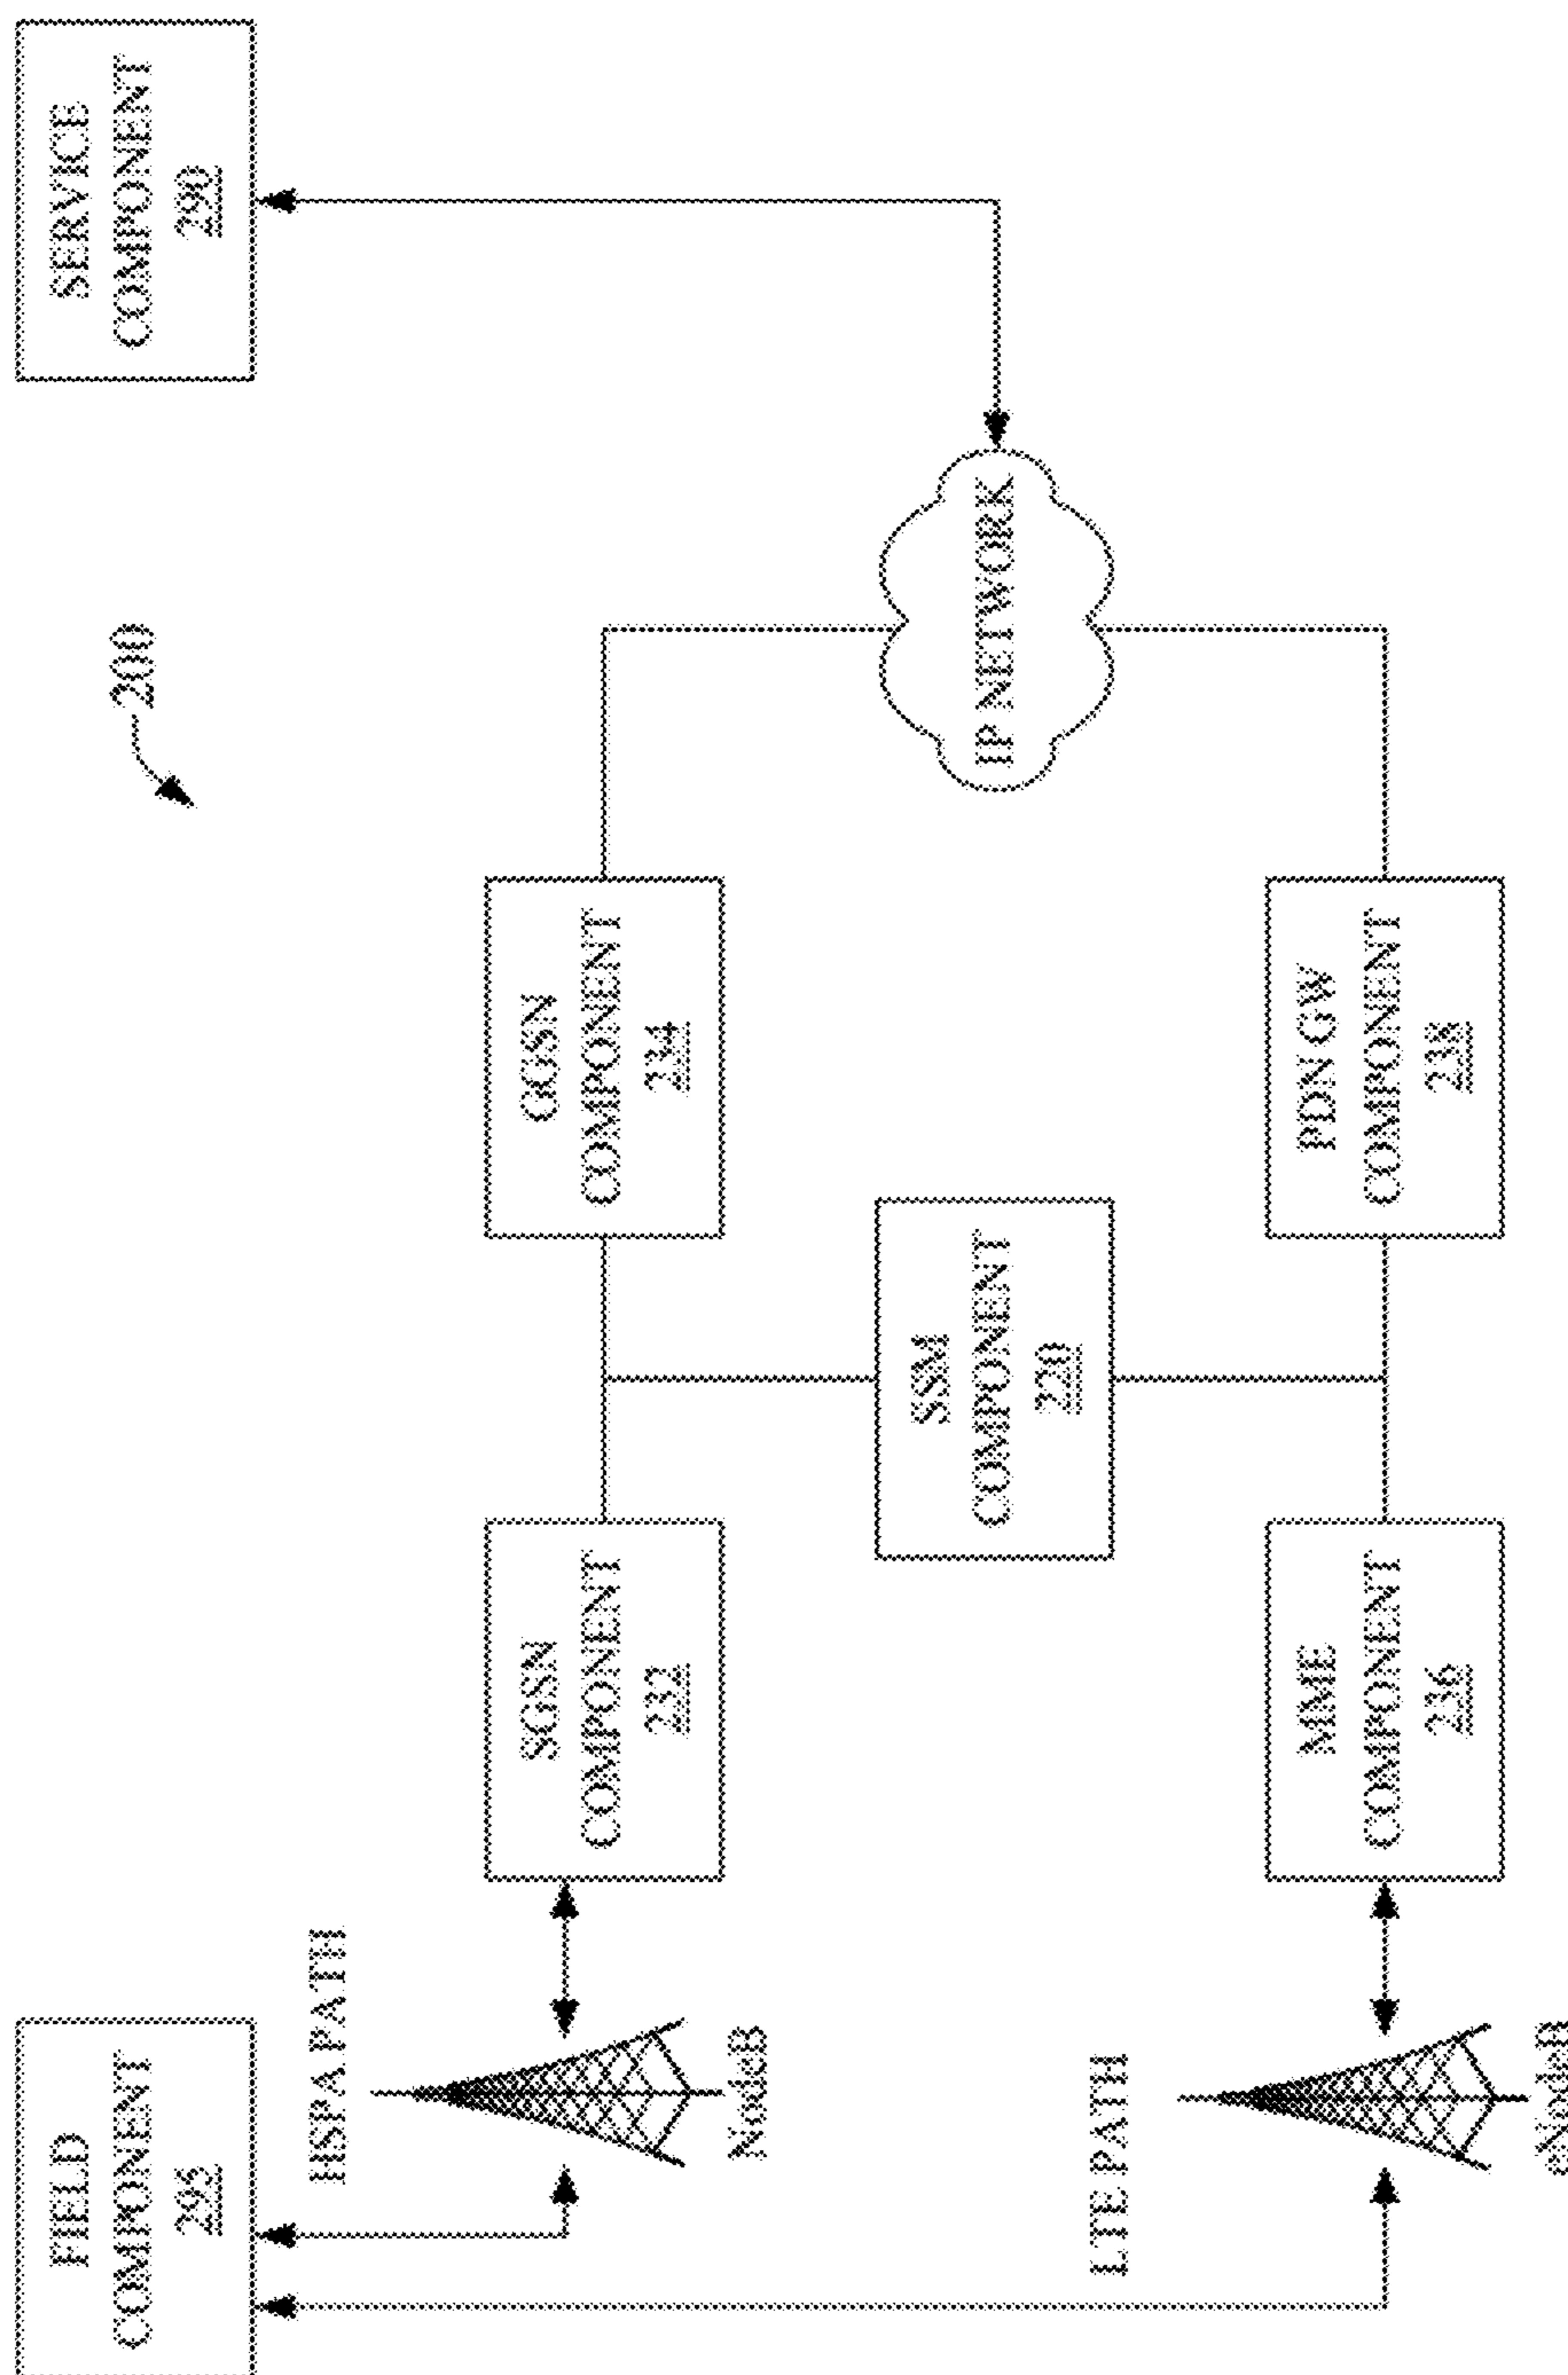 200
FIELD
COMPONENT
295
SERVICE
COMPONENT
290
HSPA PATH
NodeB
SGSN
COMPONENT
232
GGSN
COMPONENT
234
SSM
COMPONENT
220
IP NETWORK
LTE PATH
eNodeB
MME
COMPONENT
236
PDN GW
COMPONENT
238